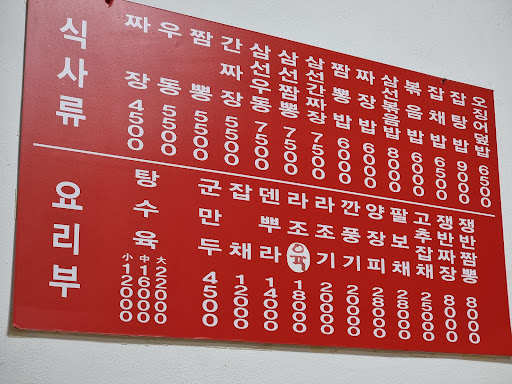 식사류
짜장 4500
우동 5500
짬뽕 5500
간짜장 5500
삼선우동 7500
삼선짬뽕 7500
삼선간짜장 7500
짬뽕밥 6000
짜장밥 6000
삼선볶음밥 8000
볶음밥 6000
잡채밥 6500
잡탕밥 9000
오징어덮밥 6500
요리부
탕수육 小12000 中16000 大22000
군만두 4500
잡채 12000
덴뿌라 14000
라조육 18000
라조기 20000
깐풍기 20000
양장피 28000
팔보채 28000
고추잡채 25000
쟁반짜장 8000
쟁반짬뽕 8000